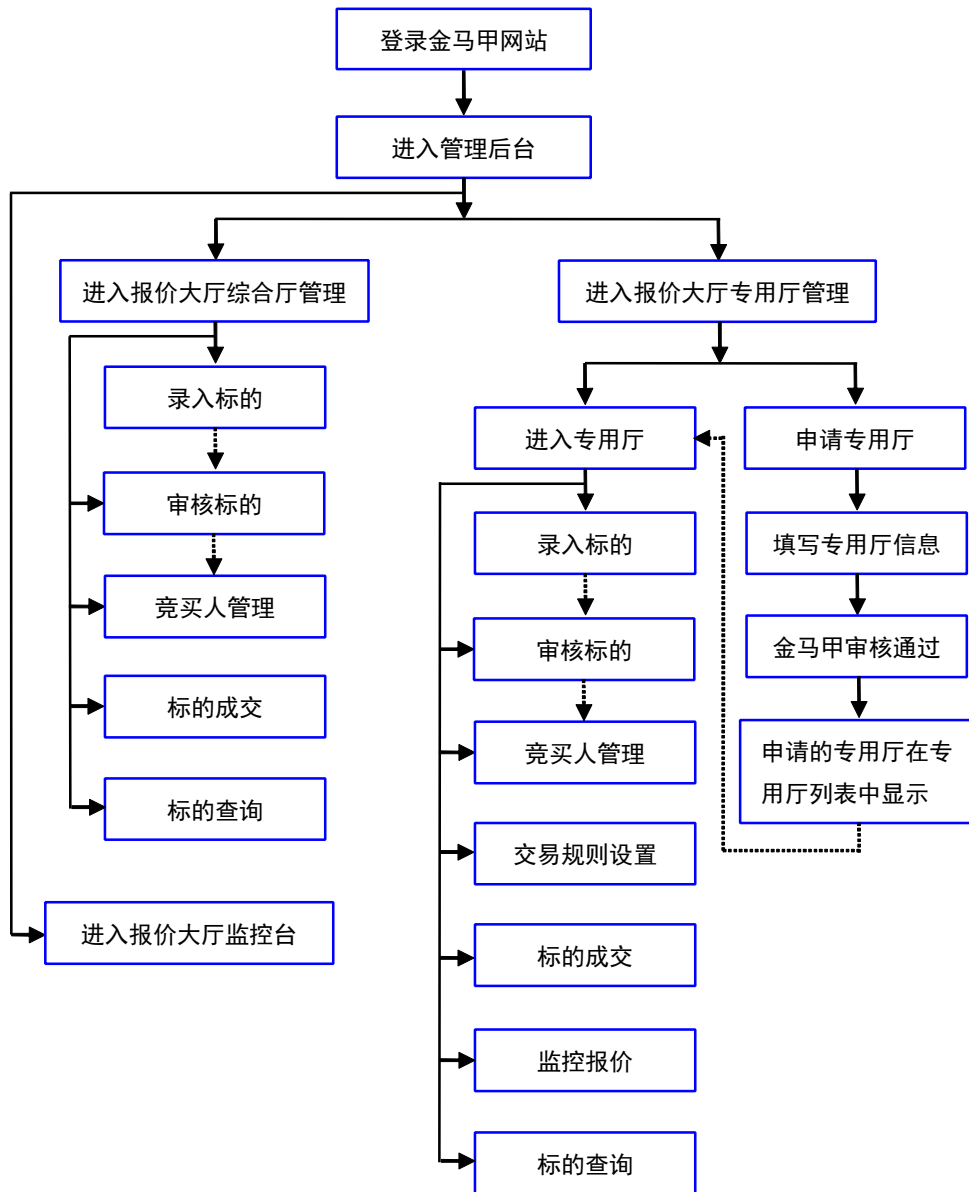 登录金马甲网站
进入管理后台
进入报价大厅综合厅管理
进入报价大厅专用厅管理
录入标的
审核标的
竞买人管理
标的成交
标的查询
进入报价大厅监控台
进入专用厅
录入标的
审核标的
竞买人管理
交易规则设置
标的成交
监控报价
标的查询
申请专用厅
填写专用厅信息
金马甲审核通过
申请的专用厅在专
用厅列表中显示